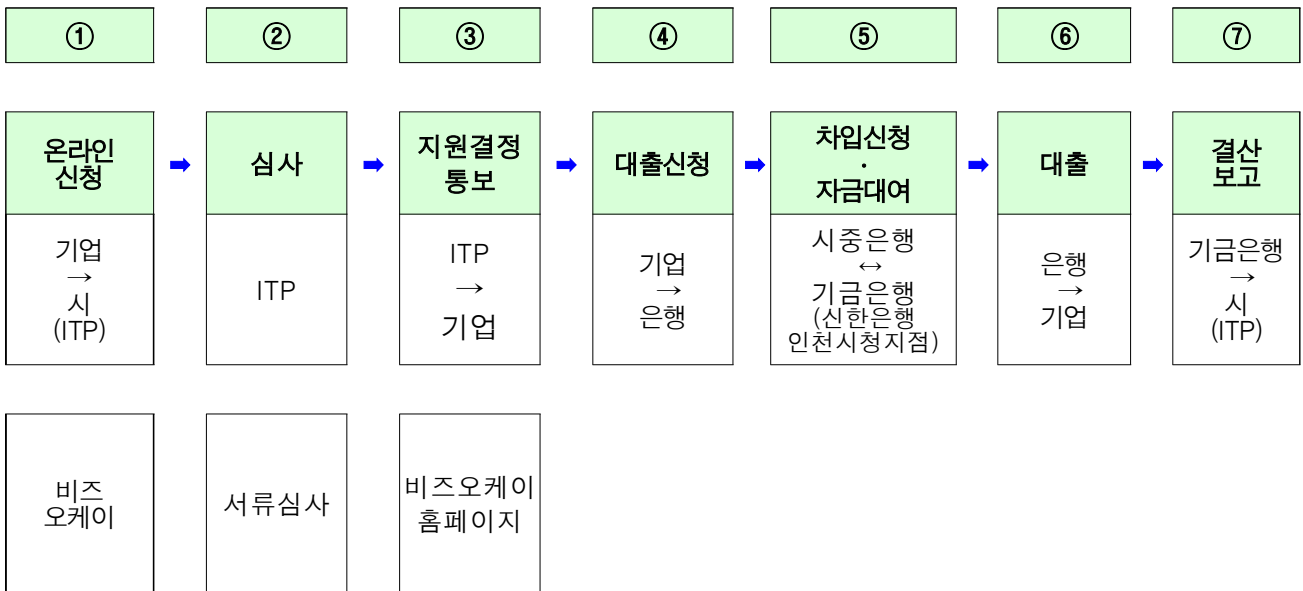 ①
②
③
④
⑤
⑥
⑦
온라인
신청
➡
심사
➡
지원결정
통보
➡
대출신청
➡
차입신청
·
자금대여
➡
대출
➡
결산
보고
기업
→
시
(ITP)
ITP
ITP
→
기업
기업
→
은행
시중은행
↔
기금은행
(신한은행
인천시청지점)
은행
→
기업
기금은행
→
시
(ITP)
비즈
오케이
서류심사
비즈오케이
홈페이지